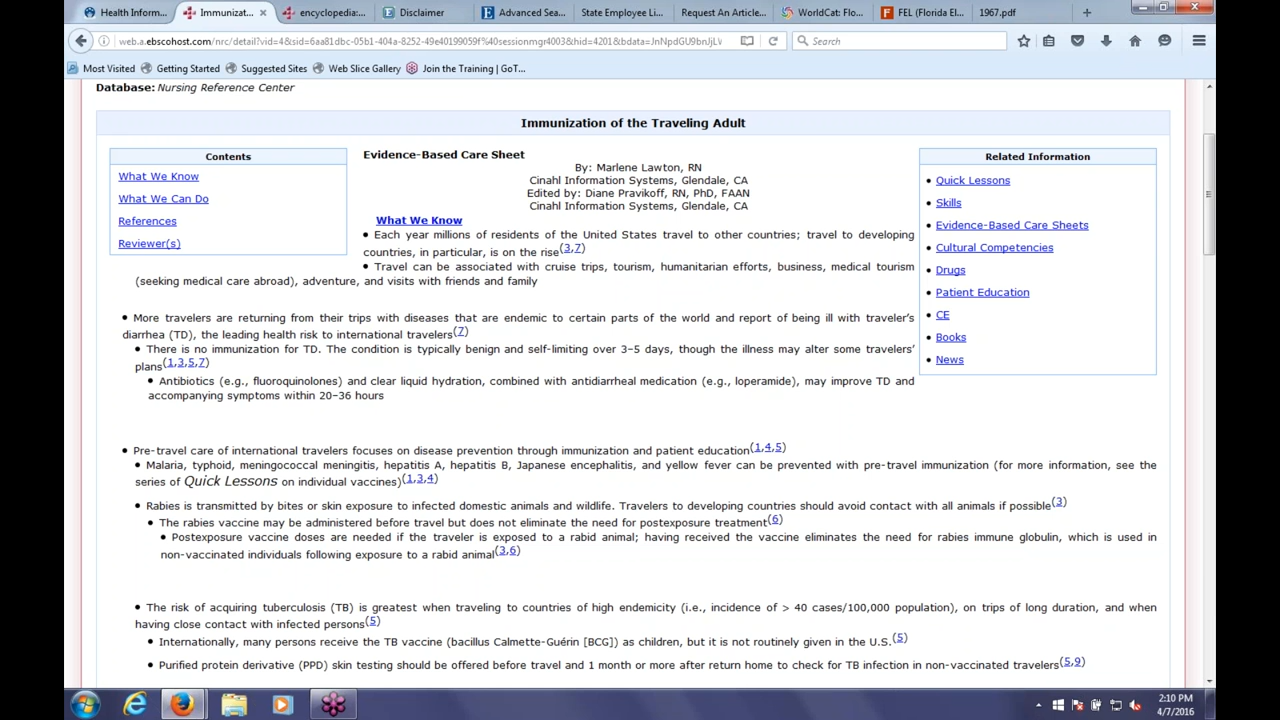 Health Inform...
Immunizat...
encyclopedia:...
Disclaimer
Advanced Sea...
State Employee Li...
Request An Article...
WorldCat: Flo...
FEL (Florida El...
1967.pdf
web.a.ebscohost.com/nrc/detail?vid=4&sid=6aa81dbc-05b1-404a-8252-49e40199059f%40sessionmgr4003&hid=4201&bdata=JnNpdGU9bnJjLW
Search
Most Visited
Getting Started
Suggested Sites
Web Slice Gallery
Join the Training | GoT...
Database: Nursing Reference Center
Immunization of the Traveling Adult
Contents
What We Know
What We Can Do
References
Reviewer(s)
Evidence-Based Care Sheet
By: Marlene Lawton, RN
Cinahl Information Systems, Glendale, CA
Edited by: Diane Pravikoff, RN, PhD, FAAN
Cinahl Information Systems, Glendale, CA
What We Know
• Each year millions of residents of the United States travel to other countries; travel to developing
countries, in particular, is on the rise(3,7)
• Travel can be associated with cruise trips, tourism, humanitarian efforts, business, medical tourism
(seeking medical care abroad), adventure, and visits with friends and family
• More travelers are returning from their trips with diseases that are endemic to certain parts of the world and report of being ill with traveler's
diarrhea (TD), the leading health risk to international travelers(7)
• There is no immunization for TD. The condition is typically benign and self-limiting over 3–5 days, though the illness may alter some travelers'
plans(1,3,5,7)
• Antibiotics (e.g., fluoroquinolones) and clear liquid hydration, combined with antidiarrheal medication (e.g., loperamide), may improve TD and
accompanying symptoms within 20–36 hours
• Pre-travel care of international travelers focuses on disease prevention through immunization and patient education(1,4,5)
• Malaria, typhoid, meningococcal meningitis, hepatitis A, hepatitis B, Japanese encephalitis, and yellow fever can be prevented with pre-travel immunization (for more information, see the
series of Quick Lessons on individual vaccines)(1,3,4)
• Rabies is transmitted by bites or skin exposure to infected domestic animals and wildlife. Travelers to developing countries should avoid contact with all animals if possible(3)
• The rabies vaccine may be administered before travel but does not eliminate the need for postexposure treatment(6)
• Postexposure vaccine doses are needed if the traveler is exposed to a rabid animal; having received the vaccine eliminates the need for rabies immune globulin, which is used in
non-vaccinated individuals following exposure to a rabid animal(3,6)
• The risk of acquiring tuberculosis (TB) is greatest when traveling to countries of high endemicity (i.e., incidence of > 40 cases/100,000 population), on trips of long duration, and when
having close contact with infected persons(5)
• Internationally, many persons receive the TB vaccine (bacillus Calmette-Guérin [BCG]) as children, but it is not routinely given in the U.S.(5)
• Purified protein derivative (PPD) skin testing should be offered before travel and 1 month or more after return home to check for TB infection in non-vaccinated travelers(5,9)
Related Information
• Quick Lessons
• Skills
• Evidence-Based Care Sheets
• Cultural Competencies
• Drugs
• Patient Education
• CE
• Books
• News
2:10 PM
4/7/2016